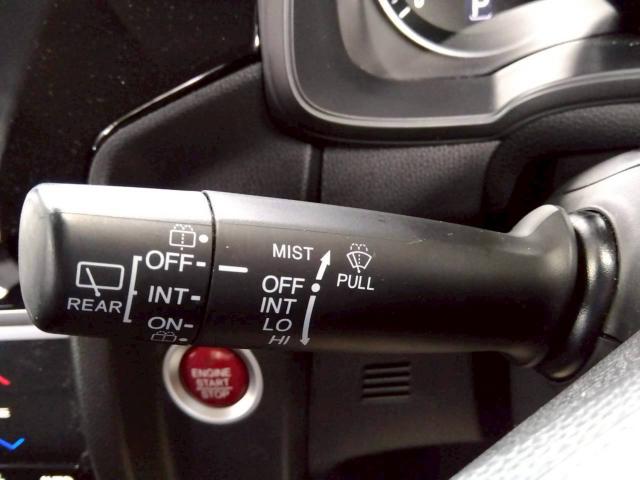 P
MIST
OFF
INT
LO
HI
PULL
OFF
INT
ON
REAR
ENGINE
START
STOP